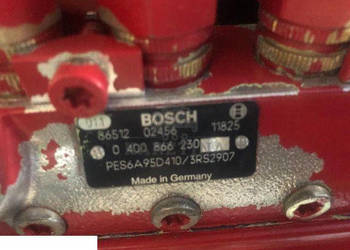 011 BOSCH
86512 02456 11825
0 400 866 230
PES6A95D410/3RS2907
Made in Germany